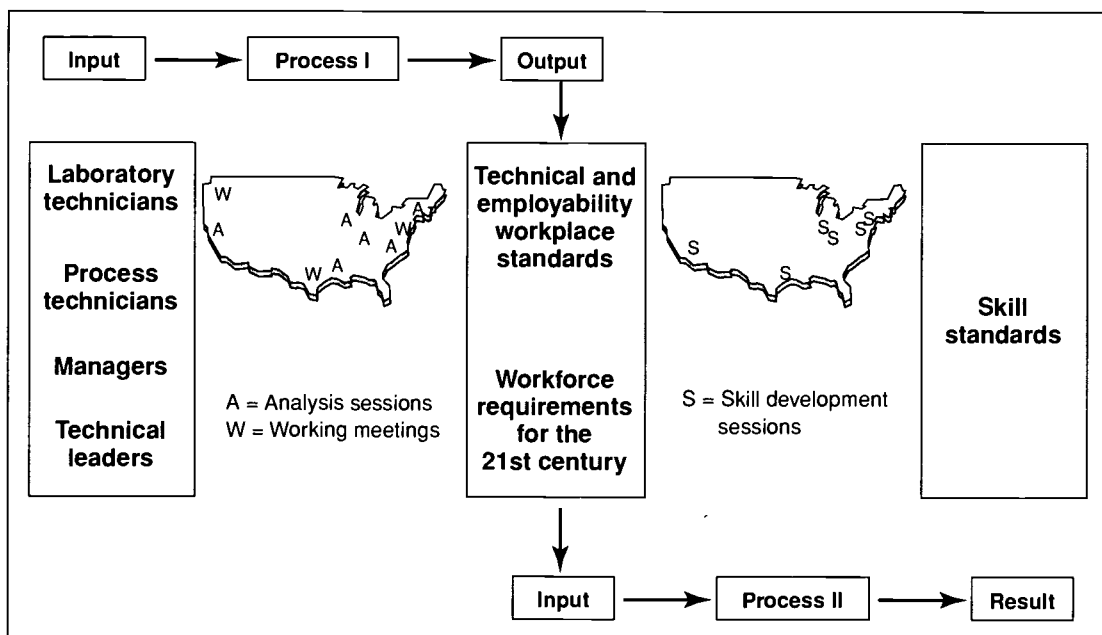 Input
Process I
Output
Laboratory
technicians
Process
technicians
Managers
Technical
leaders
W
A
A
A
W
A
A
W
A
A = Analysis sessions
W = Working meetings
Technical and
employability
workplace
standards
Workforce
requirements
for the
21st century
S
S
S
S
S
S
S = Skill development
sessions
Skill
standards
Input
Process II
Result